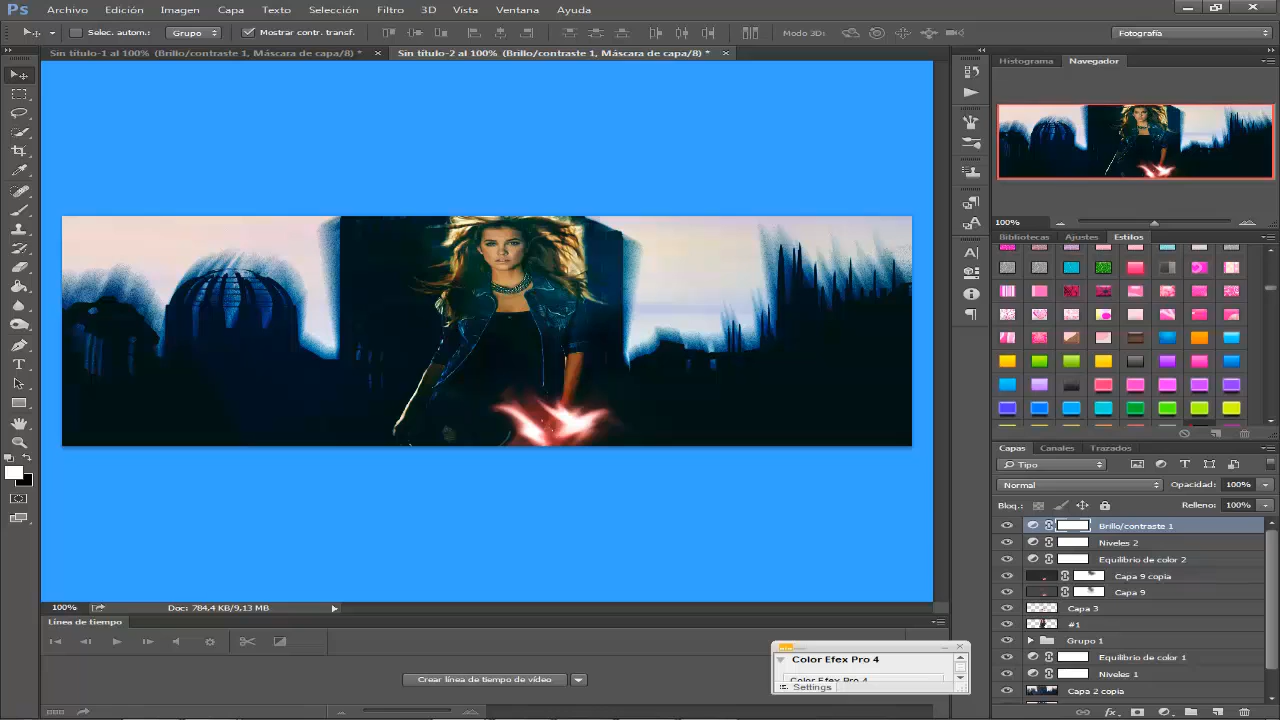 Ps Archivo Edición Imagen Capa Texto Selección Filtro 3D Vista Ventana Ayuda
Selec. autom.: Grupo Mostrar contr. transf. Modo 3D: Fotografía
Sin título-1 al 100% (Brillo/contraste 1, Máscara de capa/8) * × Sin título-2 al 100% (Brillo/contraste 1, Máscara de capa/8) * ×
Histograma Navegador
100%
Bibliotecas Ajustes Estilos
Capas Canales Trazados
Tipo
Normal Opacidad: 100%
Bloq.: Relleno: 100%
Brillo/contraste 1
Niveles 2
Equilibrio de color 2
Capa 9 copia
Capa 9
Capa 3
#1
Grupo 1
Equilibrio de color 1
Niveles 1
Capa 2 copia
fx
100% Doc: 784,4 KB/9,13 MB
Línea de tiempo
Crear línea de tiempo de vídeo
Color Efex Pro 4
Color Efex Pro 4
Settings